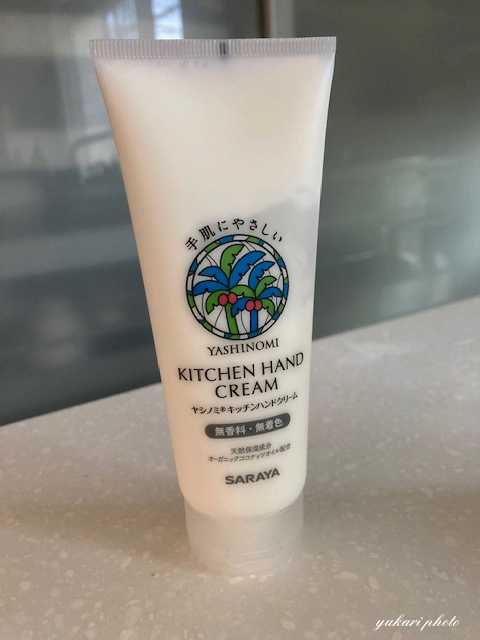 手肌にやさしい
YASHINOMI
KITCHEN HAND
CREAM
ヤシノミ®キッチンハンドクリーム
無香料・無着色
天然保湿成分
オーガニックココナッツオイル配合
SARAYA
yukari photo